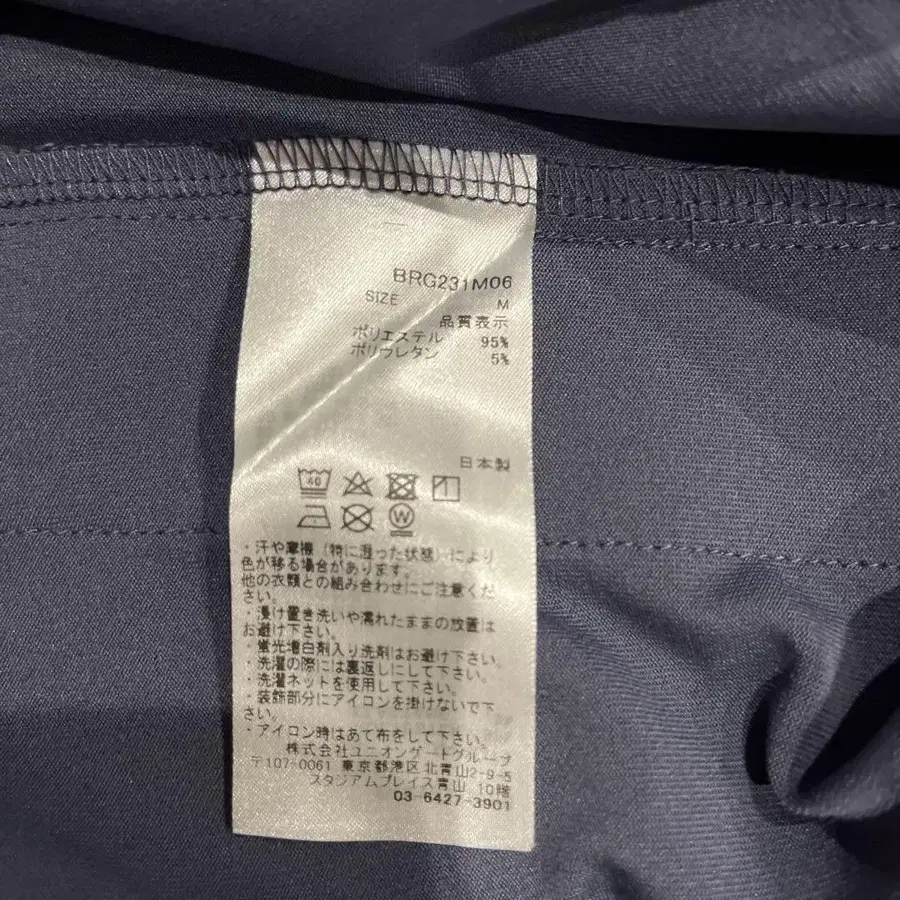 BRG231M06
SIZE M
品質表示
ポリエステル 95%
ポリウレタン 5%
日本製
40
W
・汗や摩擦（特に湿った状態）により
色が移る場合があります。
他の衣類との組み合わせにご注意くだ
さい。
・浸け置き洗いや濡れたままの放置は
お避け下さい。
・蛍光増白剤入り洗剤はお避け下さい。
・洗濯の際には裏返しにして下さい。
・洗濯ネットを使用して下さい。
・装飾部分にアイロンを掛けないで下
さい。
・アイロン時はあて布をして下さい。
株式会社ユニオンゲートグループ
〒107-0061 東京都港区北青山2-9-5
スタジアムプレイス青山 10階
03-6427-3901